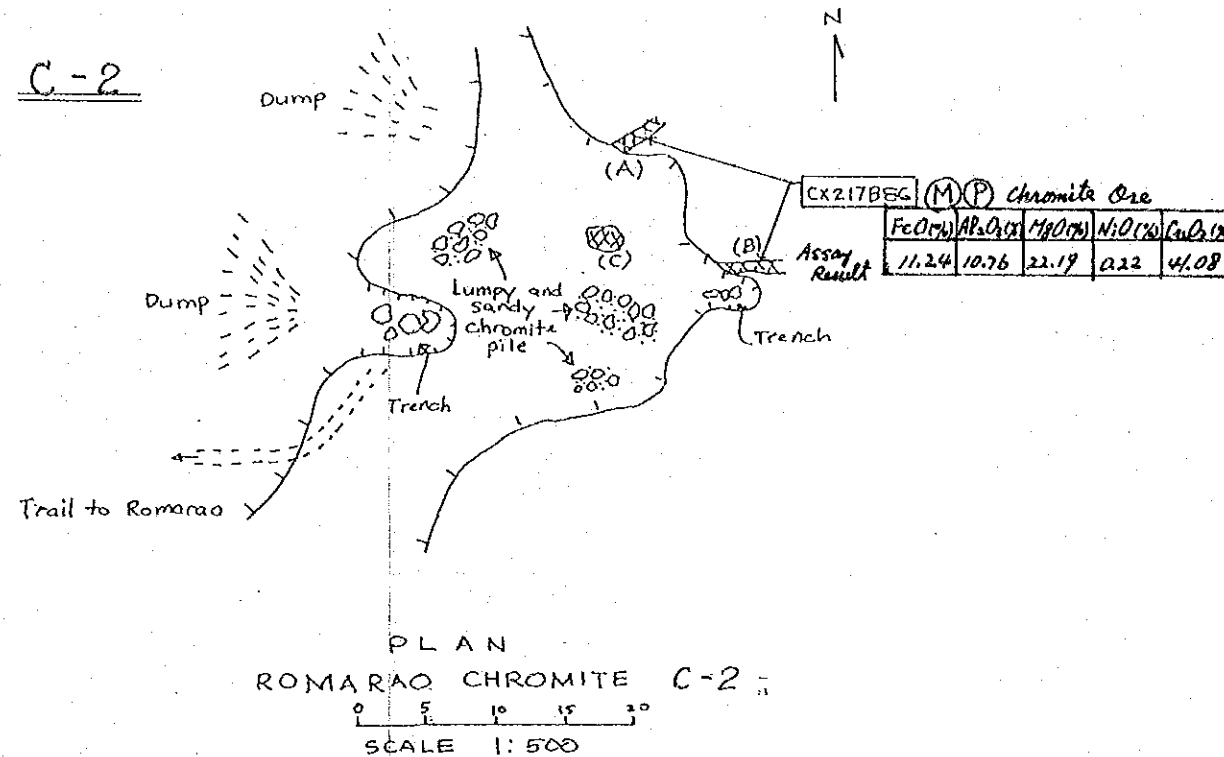 C-2
N
Dump
(A)
CX217BEG (M) (P) Chromite Ore
FeO(%) Al₂O₃(%) MgO(%) NiO(%)
Assay Result
11.24 10.76 22.19 0.22 41.08
(B)
(C)
Dump
Lumpy and
sandy
chromite
pile
Trench
Trench
Trail to Romarao
PLAN
ROMARAO CHROMITE C-2
0 5 10 15 20
SCALE 1:500